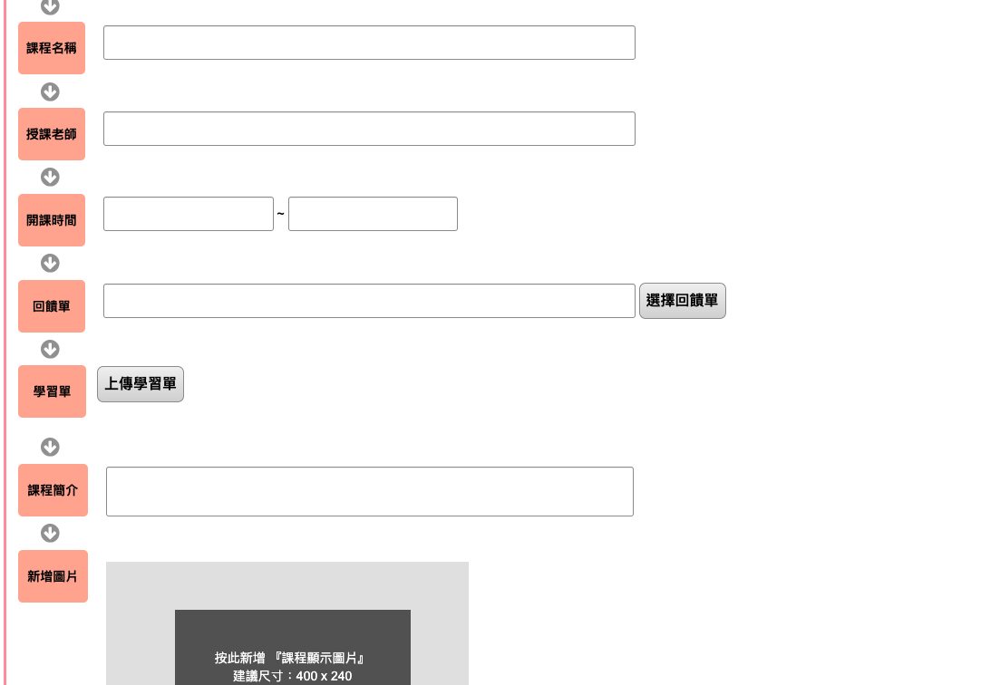 課程名稱
授課老師
開課時間
~
回饋單
選擇回饋單
學習單
上傳學習單
課程簡介
新增圖片
按此新增 『課程顯示圖片』
建議尺寸：400 x 240